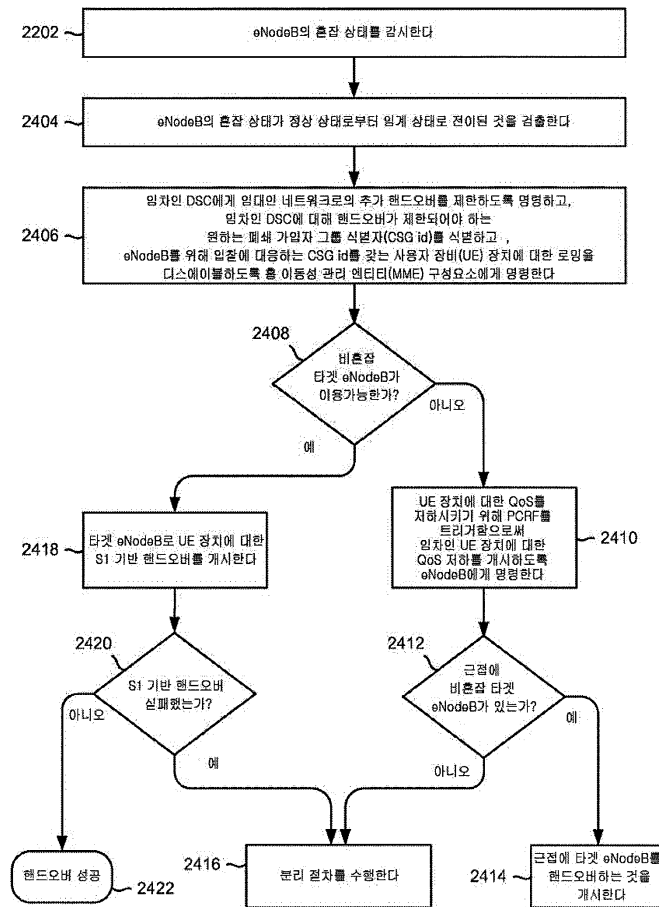 2202
eNodeB의 혼잡 상태를 감시한다
2404
eNodeB의 혼잡 상태가 정상 상태로부터 임계 상태로 전이된 것을 검출한다
2406
임차인 DSC에게 임대인 네트워크로의 추가 핸드오버를 제한하도록 명령하고,
임차인 DSC에 대해 핸드오버가 제한되어야 하는
원하는 폐쇄 가입자 그룹 식별자(CSG id)를 식별하고 ,
eNodeB를 위해 입찰에 대응하는 CSG id를 갖는 사용자 장비(UE) 장치에 대한 로밍을
디스에이블하도록 홈 이동성 관리 엔티티(MME) 구성요소에게 명령한다
2408
비혼잡
타겟 eNodeB가
이용가능한가?
아니오
예
2418
타겟 eNodeB로 UE 장치에 대한
S1 기반 핸드오버를 개시한다
UE 장치에 대한 QoS를
저하시키기 위해 PCRF를
트리거함으로써
임차인 UE 장치에 대한
QoS 저하를 개시하도록
eNodeB에게 명령한다
2410
2420
S1 기반 핸드오버
실패했는가?
아니오
예
2412
근접에
비혼잡 타겟
eNodeB가 있는가?
예
아니오
핸드오버 성공
2422
2416
분리 절차를 수행한다
2414
근접에 타겟 eNodeB를
핸드오버하는 것을
개시한다